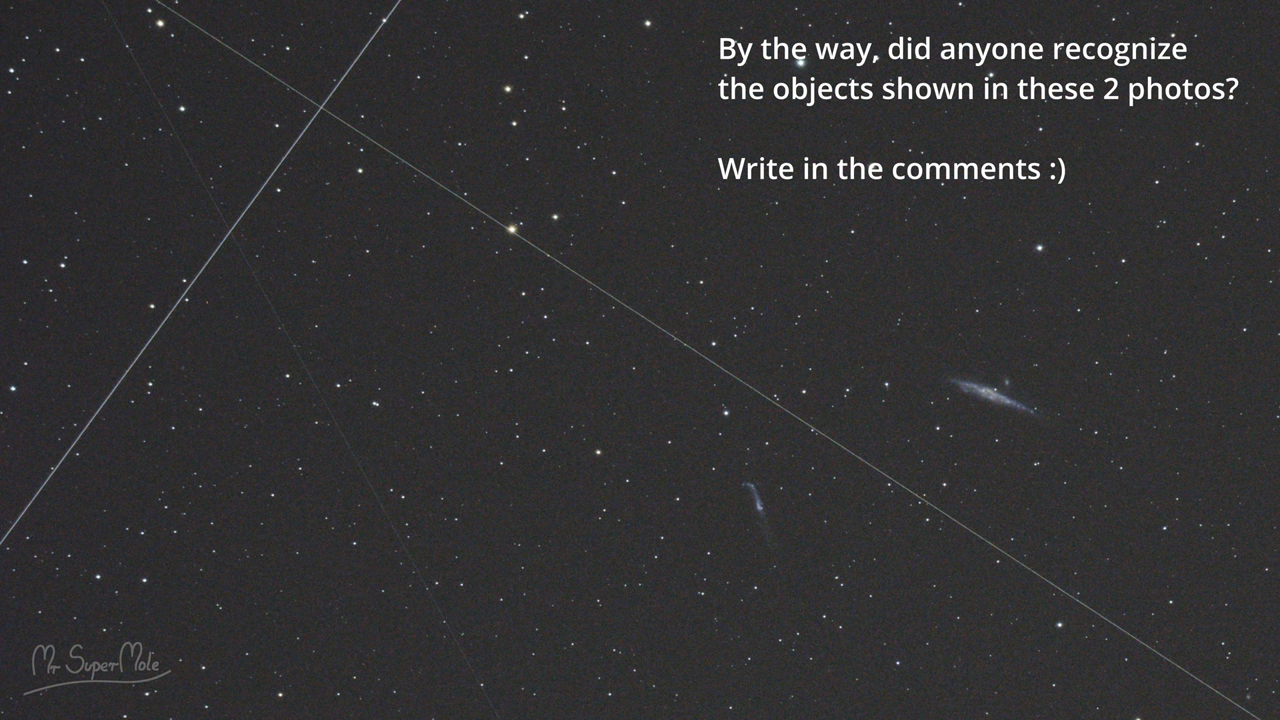 By the way, did anyone recognize
the objects shown in these 2 photos?
Write in the comments :)
Mr SuperMole